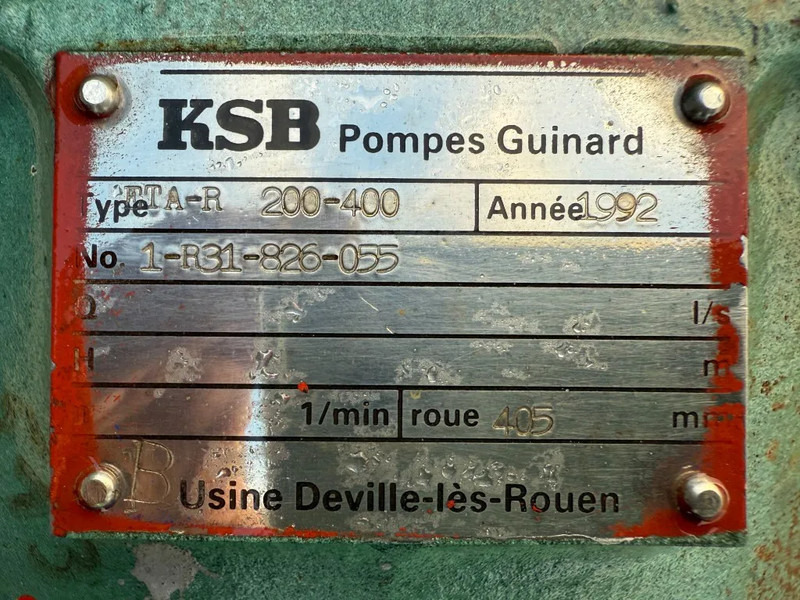 KSB Pompes Guinard
Type ETA-R 200-400 Année 1992
No. 1-R31-826-055
Q l/s
H m
1/min roue 405 mm
B Usine Deville-lès-Rouen